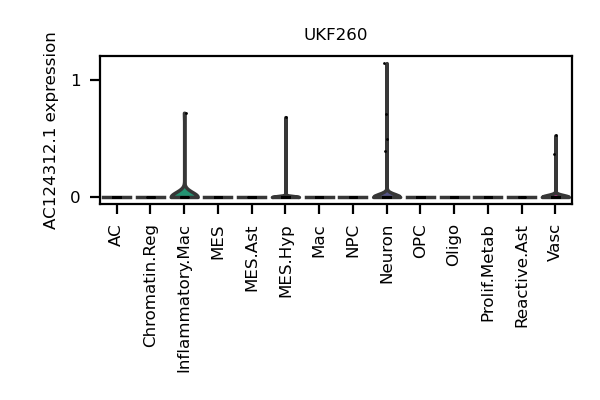 UKF260
AC124312.1 expression
1
0
AC
Chromatin.Reg
Inflammatory.Mac
MES
MES.Ast
MES.Hyp
Mac
NPC
Neuron
OPC
Oligo
Prolif.Metab
Reactive.Ast
Vasc